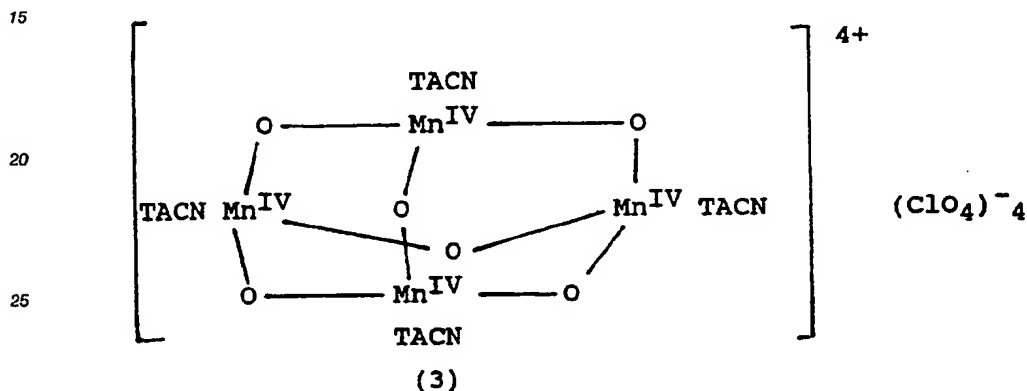 15
4+
TACN
O Mn^IV O
20
TACN Mn^IV O Mn^IV TACN (ClO4)^-4
O
25
O Mn^IV O
TACN
(3)